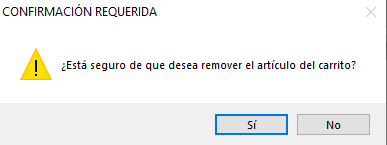 CONFIRMACIÓN REQUERIDA
¿Está seguro de que desea remover el artículo del carrito?
Sí
No